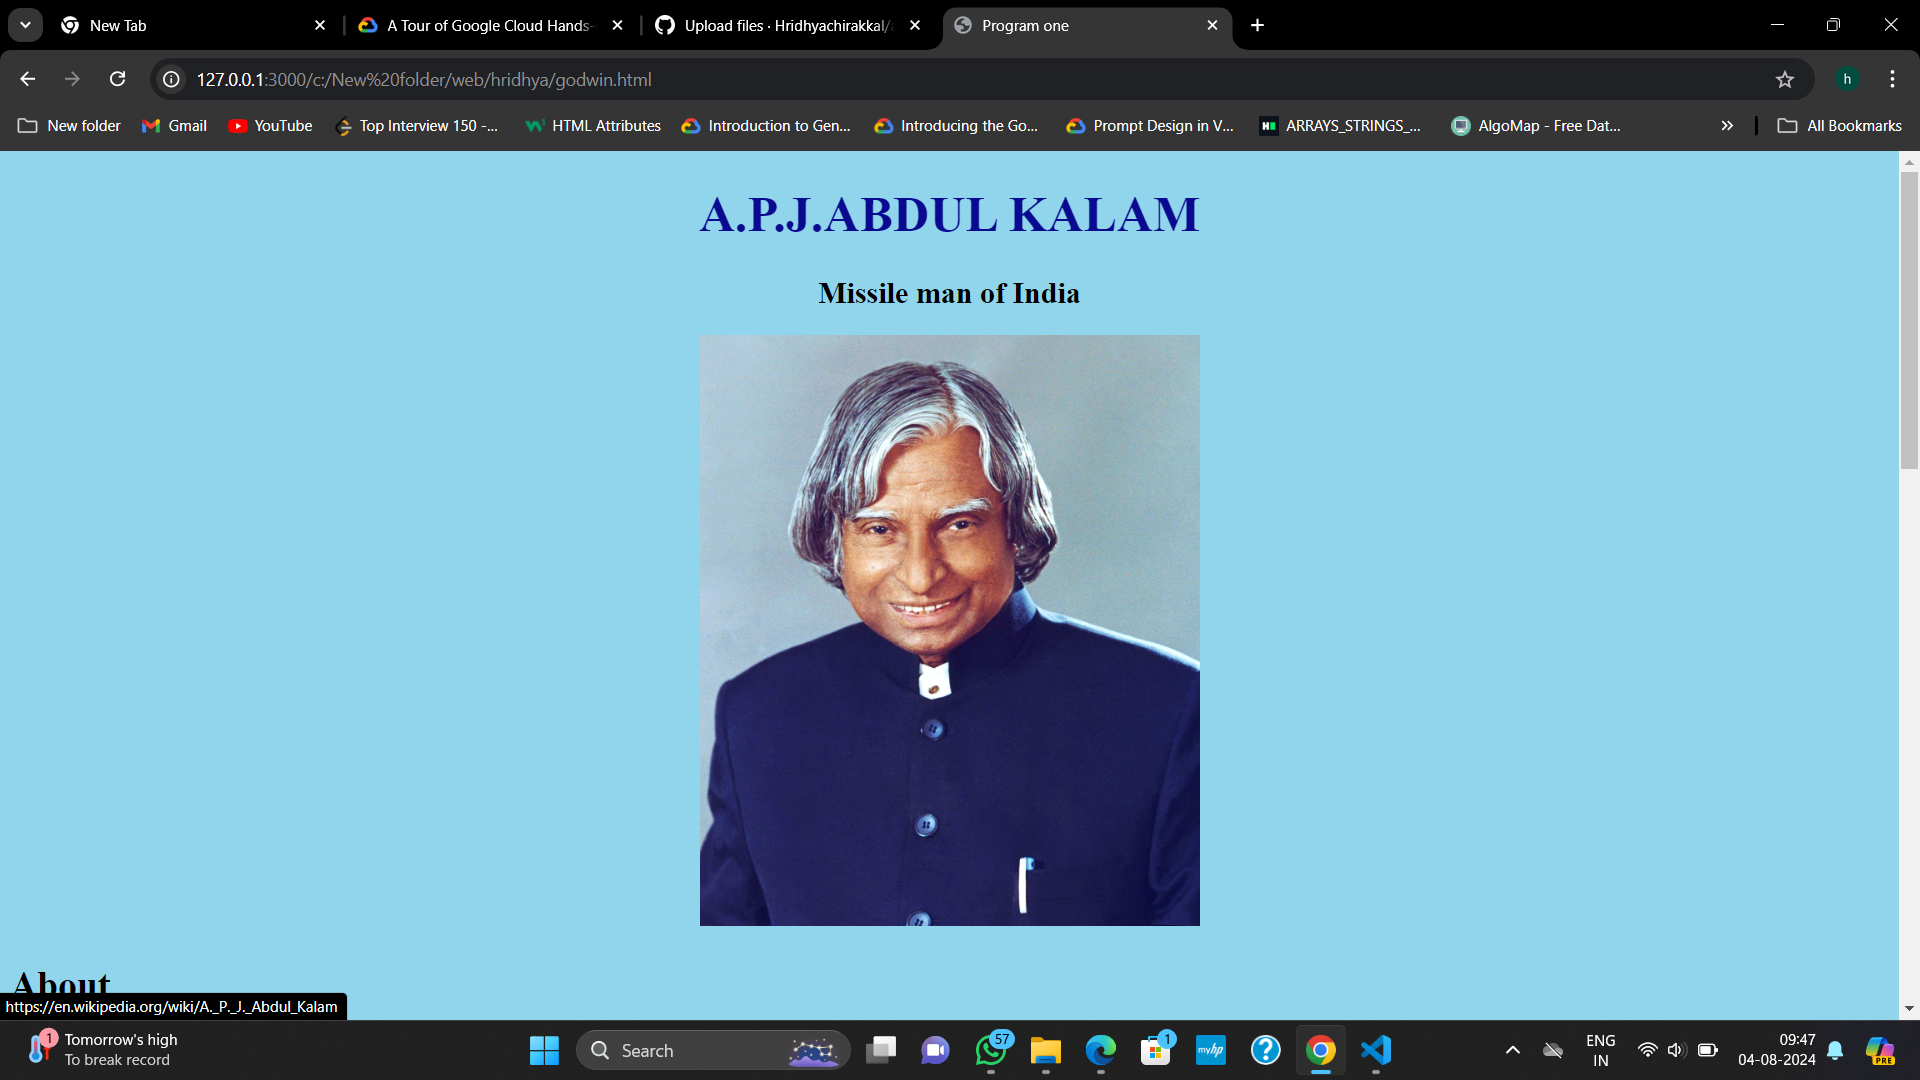 New Tab
A Tour of Google Cloud Hands-
Upload files · Hridhyachirakkal/
Program one
127.0.0.1:3000/c:/New%20folder/web/hridhya/godwin.html
h
New folder
Gmail
YouTube
Top Interview 150 -...
HTML Attributes
Introduction to Gen...
Introducing the Go...
Prompt Design in V...
ARRAYS_STRINGS_...
AlgoMap - Free Dat...
All Bookmarks
A.P.J.ABDUL KALAM
Missile man of India
About
https://en.wikipedia.org/wiki/A._P._J._Abdul_Kalam
1
Tomorrow's high
To break record
Search
57
1
myhp
ENG
IN
09:47
04-08-2024
PRE